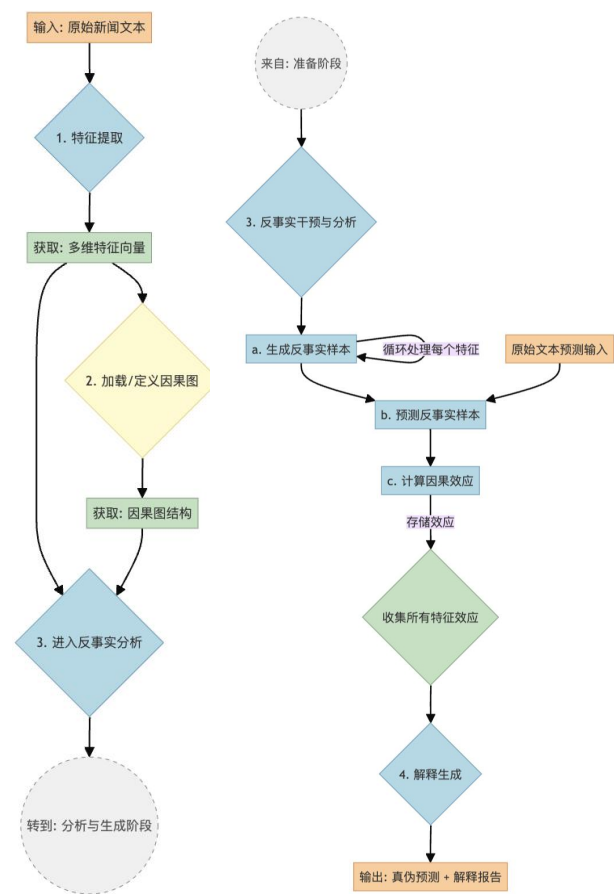 输入: 原始新闻文本
1. 特征提取
获取: 多维特征向量
2. 加载/定义因果图
获取: 因果图结构
3. 进入反事实分析
转到: 分析与生成阶段
来自: 准备阶段
3. 反事实干预与分析
a. 生成反事实样本
循环处理每个特征
原始文本预测输入
b. 预测反事实样本
c. 计算因果效应
存储效应
收集所有特征效应
4. 解释生成
输出: 真伪预测 + 解释报告